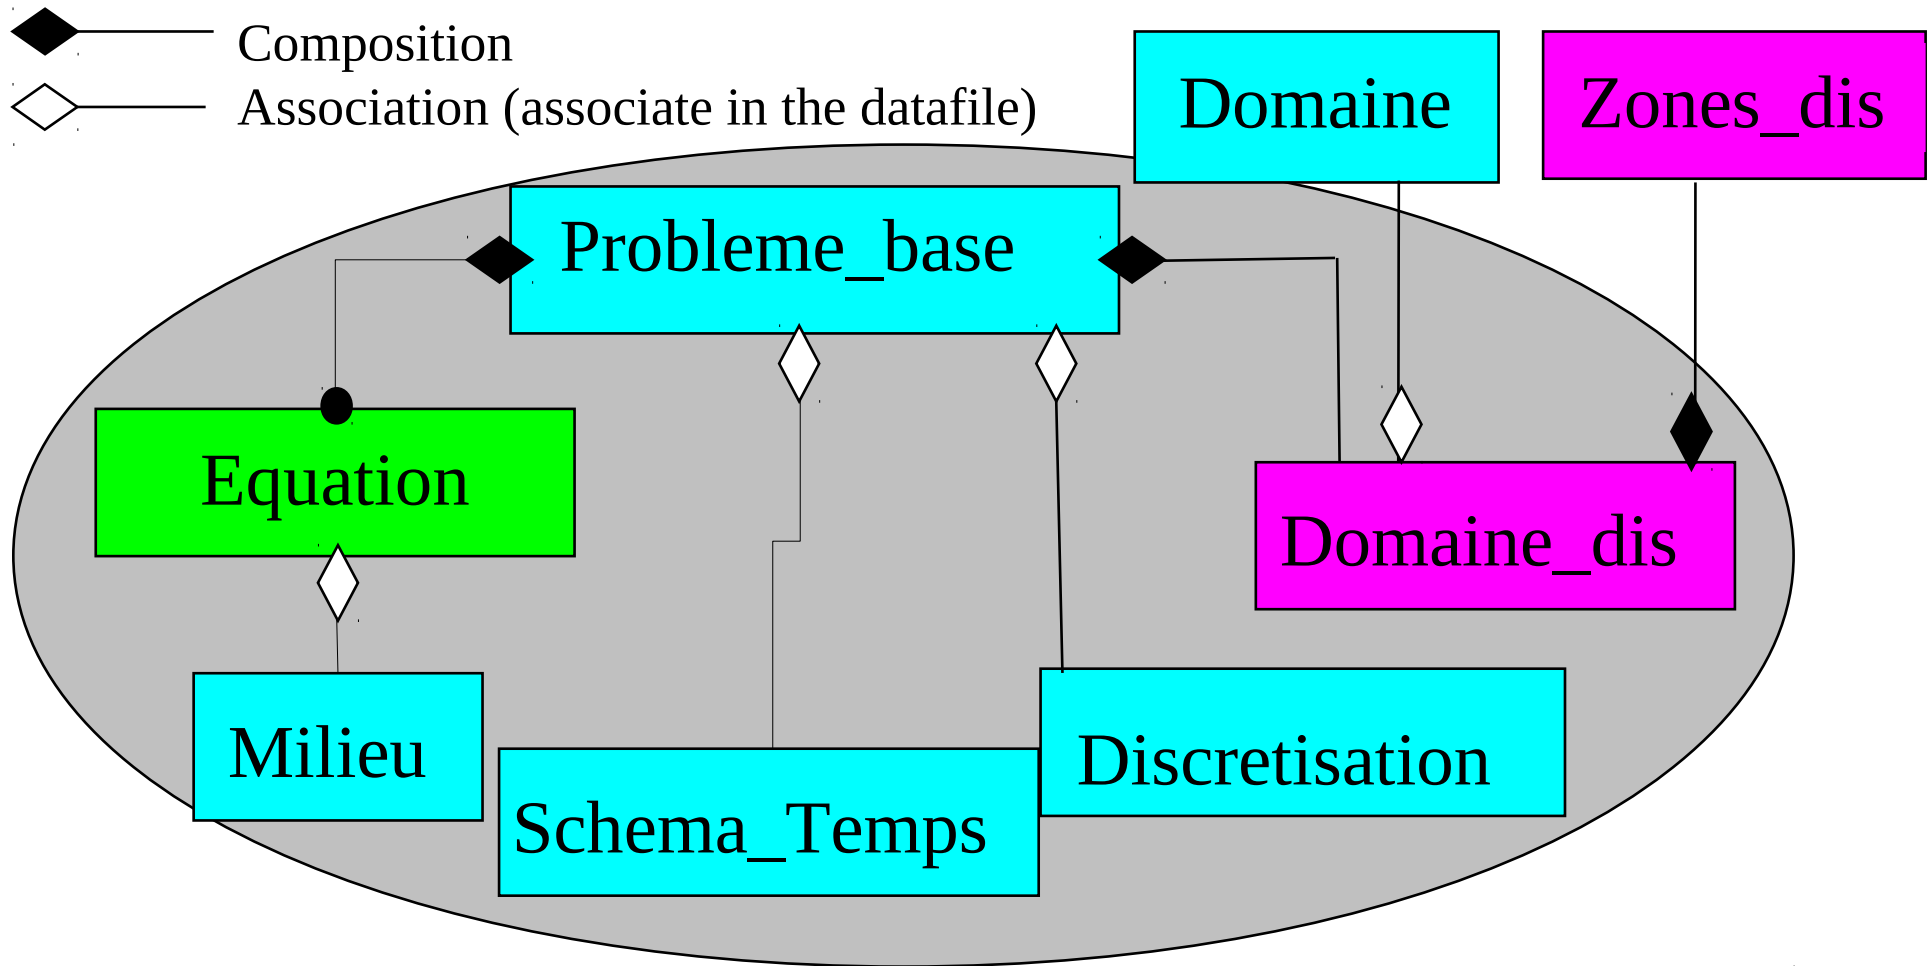 Composition
Association (associate in the datafile)
Domaine
Zones_dis
Probleme_base
Equation
Domaine_dis
Milieu
Discretisation
Schema_Temps